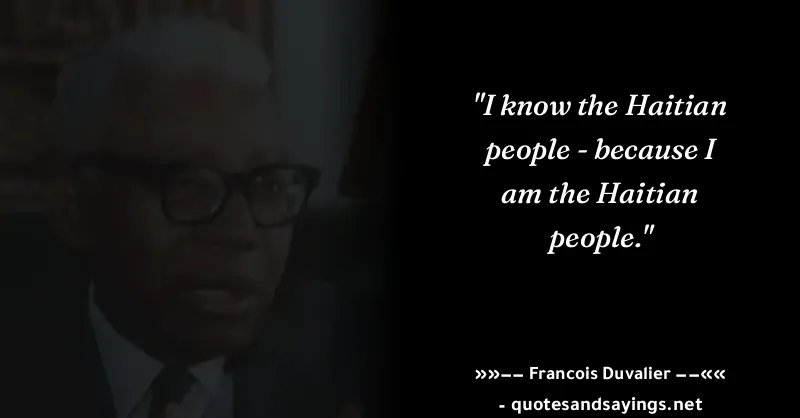 "I know the Haitian
people - because I
am the Haitian
people."
»»−− Francois Duvalier −−««
- quotesandsayings.net